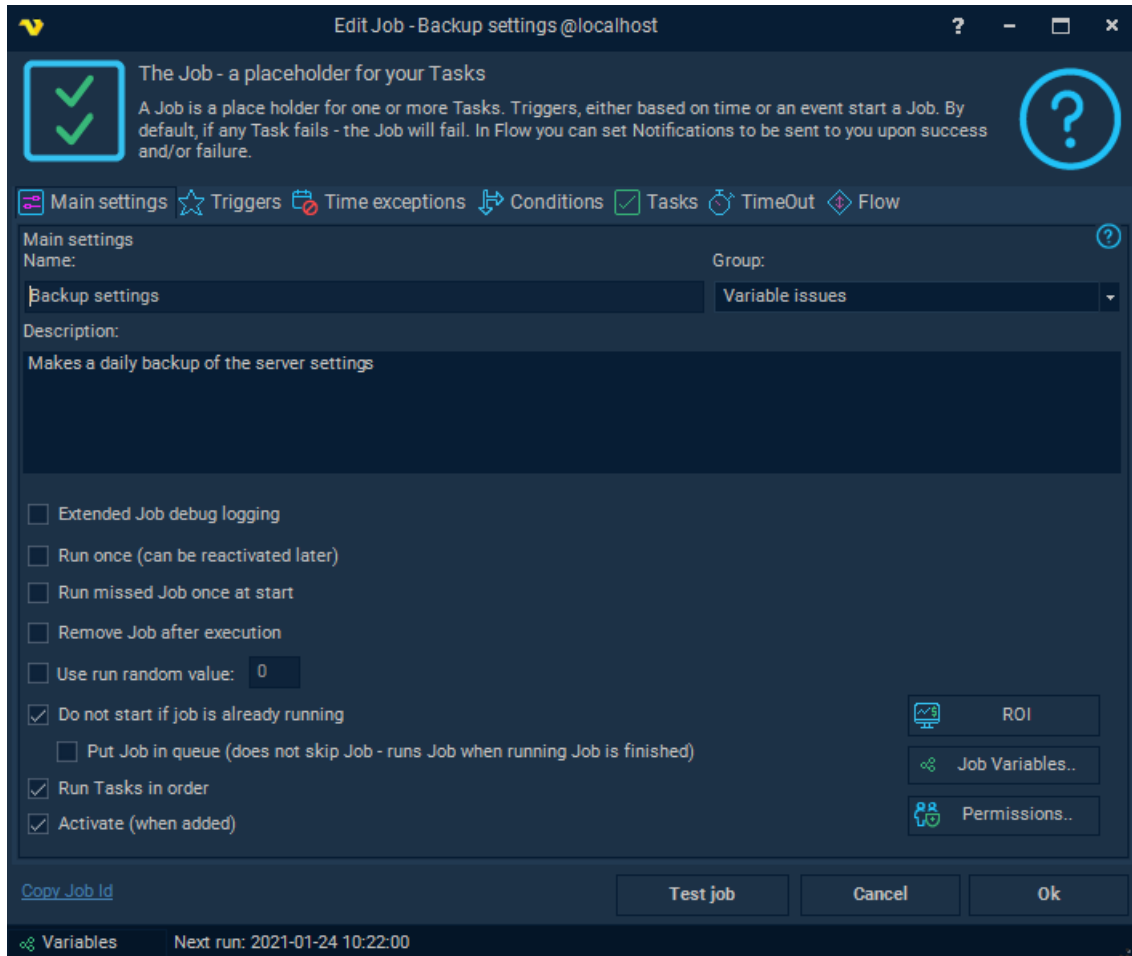 Edit Job - Backup settings @localhost
The Job - a placeholder for your Tasks
A Job is a place holder for one or more Tasks. Triggers, either based on time or an event start a Job. By
default, if any Task fails - the Job will fail. In Flow you can set Notifications to be sent to you upon success
and/or failure.
Main settings Triggers Time exceptions Conditions Tasks TimeOut Flow
Main settings
Name: Group:
Backup settings Variable issues
Description:
Makes a daily backup of the server settings
Extended Job debug logging
Run once (can be reactivated later)
Run missed Job once at start
Remove Job after execution
Use run random value: 0
Do not start if job is already running
ROI
Put Job in queue (does not skip Job - runs Job when running Job is finished)
Job Variables..
Run Tasks in order
Permissions..
Activate (when added)
Copy Job Id Test job Cancel Ok
Variables Next run: 2021-01-24 10:22:00